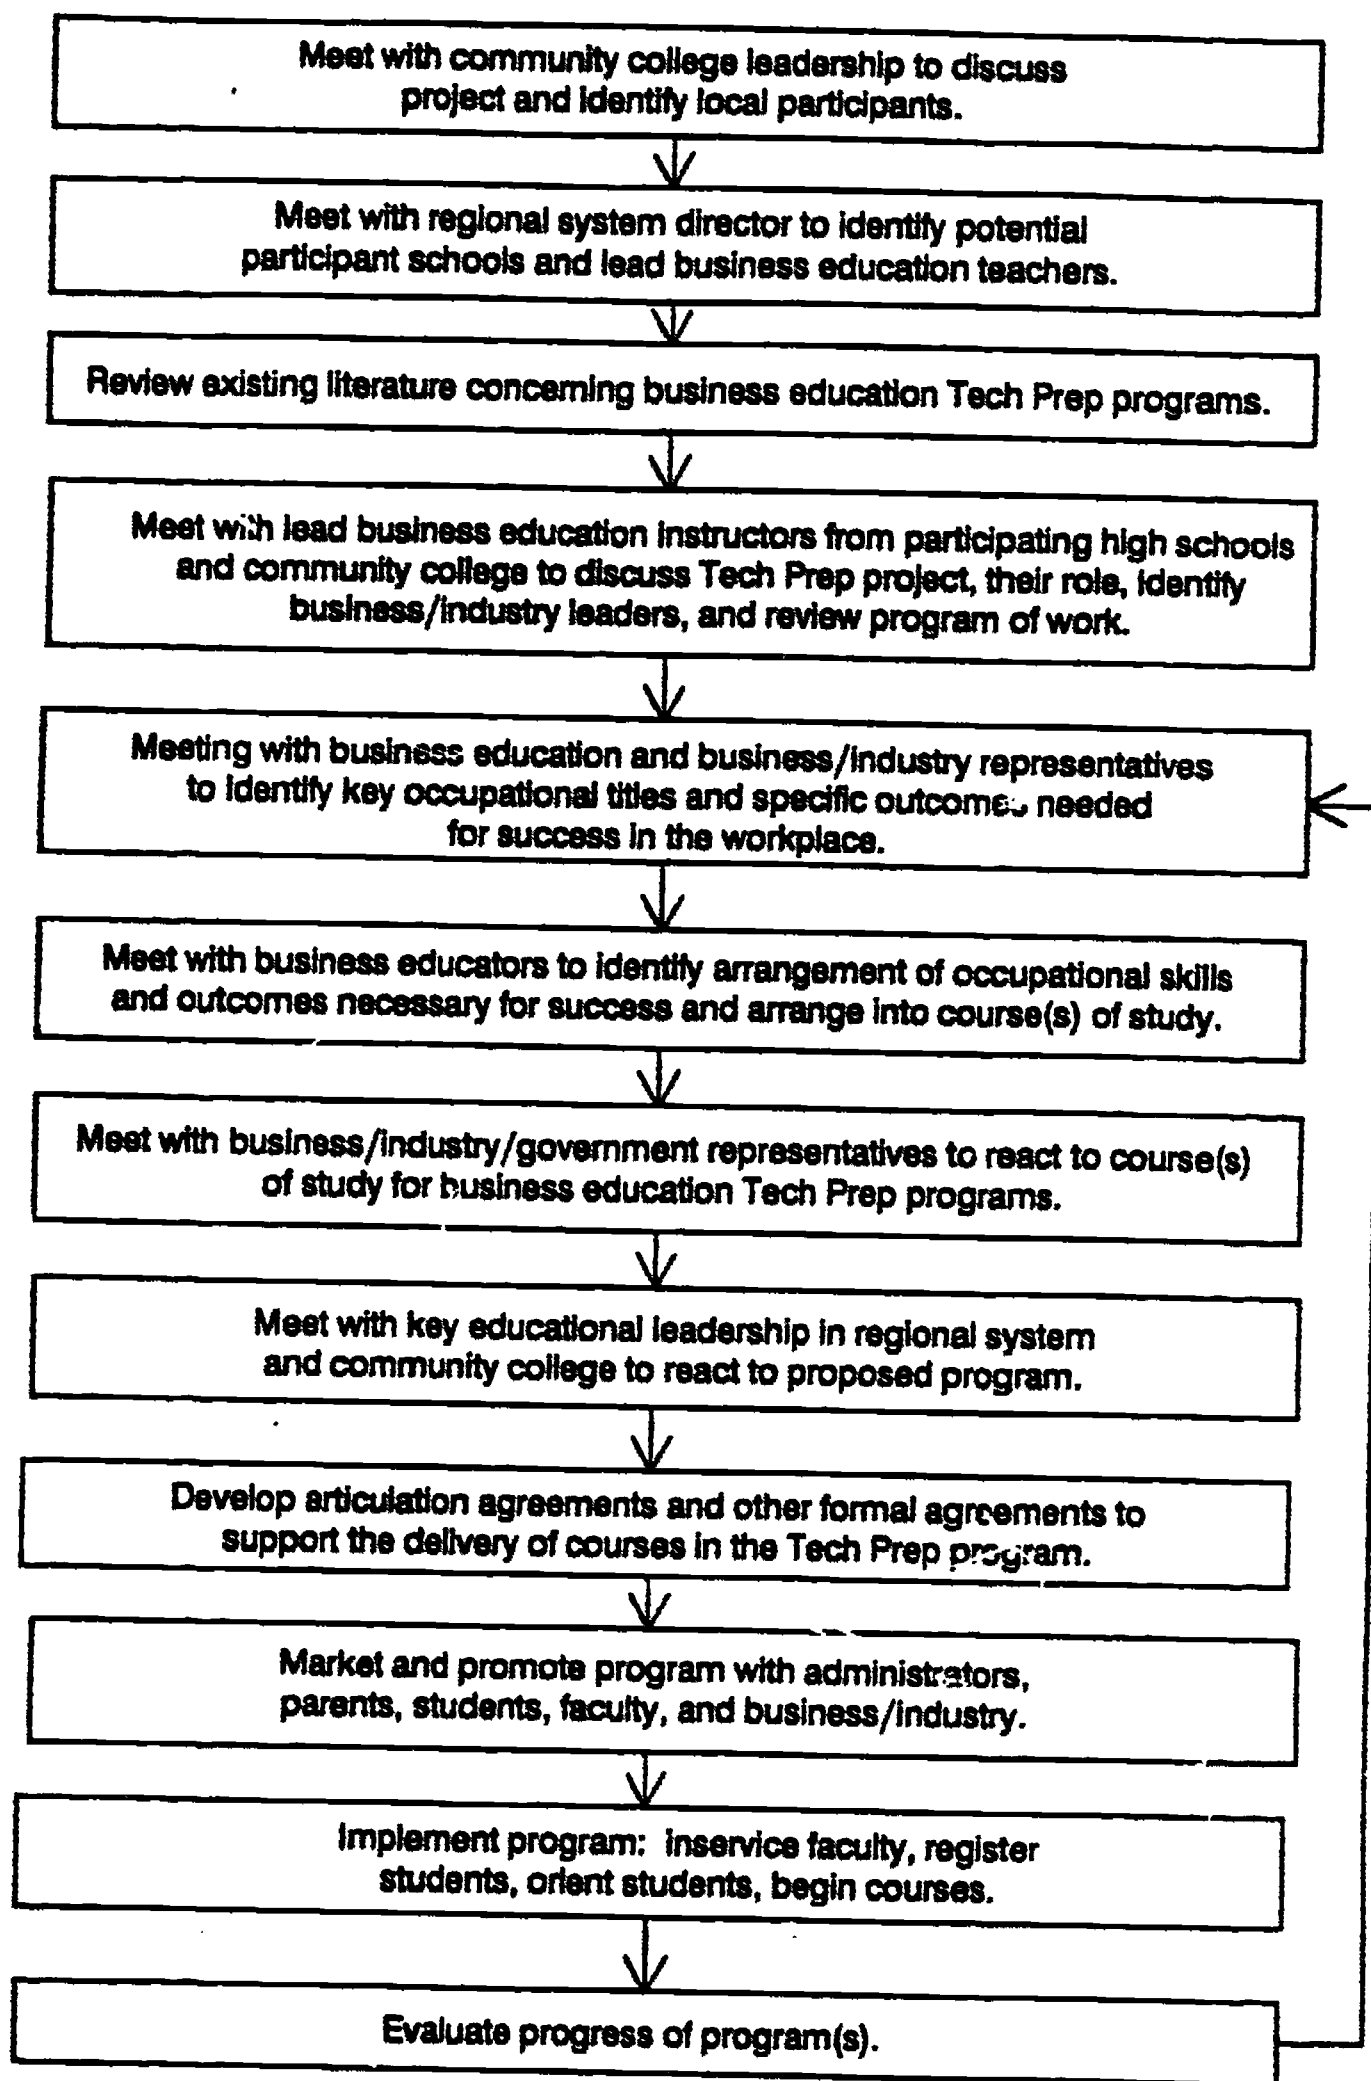 Meet with community college leadership to discuss
project and identify local participants.
Meet with regional system director to identify potential
participant schools and lead business education teachers.
Review existing literature concerning business education Tech Prep programs.
Meet with lead business education instructors from participating high schools
and community college to discuss Tech Prep project, their role, identify
business/industry leaders, and review program of work.
Meeting with business education and business/industry representatives
to identify key occupational titles and specific outcomes needed
for success in the workplace.
Meet with business educators to identify arrangement of occupational skills
and outcomes necessary for success and arrange into course(s) of study.
Meet with business/industry/government representatives to react to course(s)
of study for business education Tech Prep programs.
Meet with key educational leadership in regional system
and community college to react to proposed program.
Develop articulation agreements and other formal agreements to
support the delivery of courses in the Tech Prep program.
Market and promote program with administrators,
parents, students, faculty, and business/industry.
Implement program: inservice faculty, register
students, orient students, begin courses.
Evaluate progress of program(s).